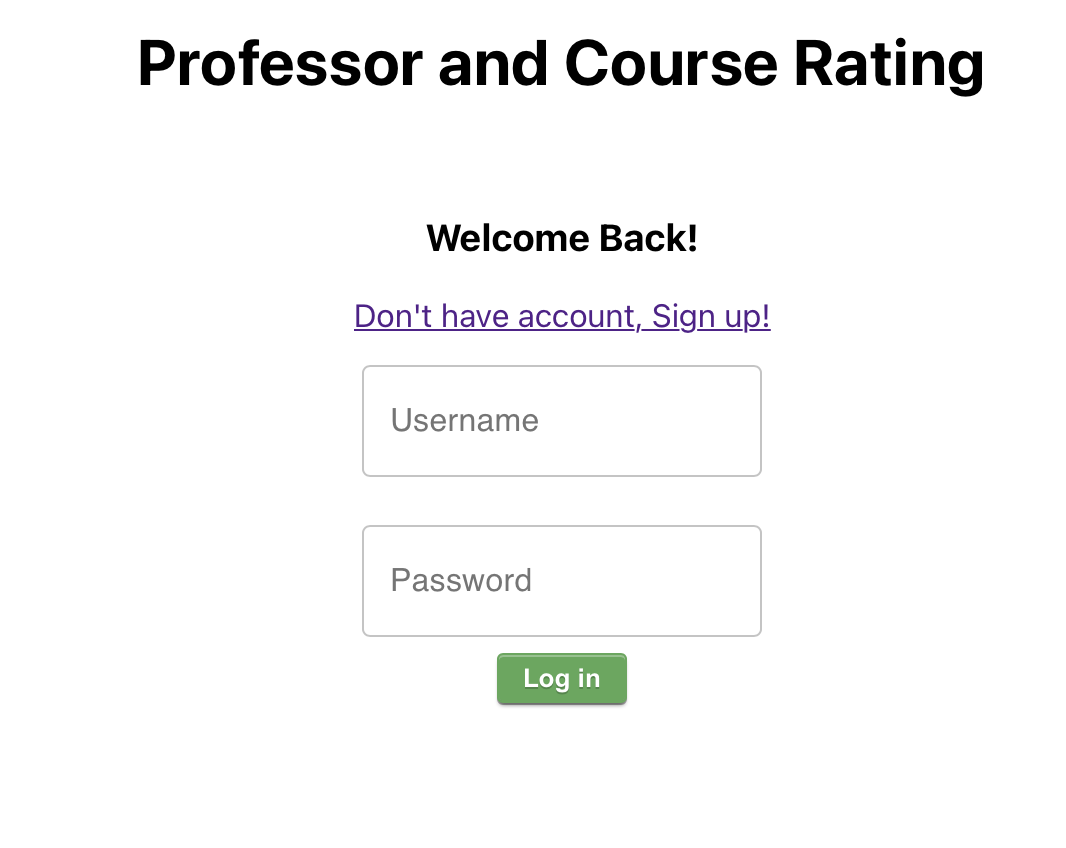 Professor and Course Rating
Welcome Back!
Don't have account, Sign up!
Username
Password
Log in